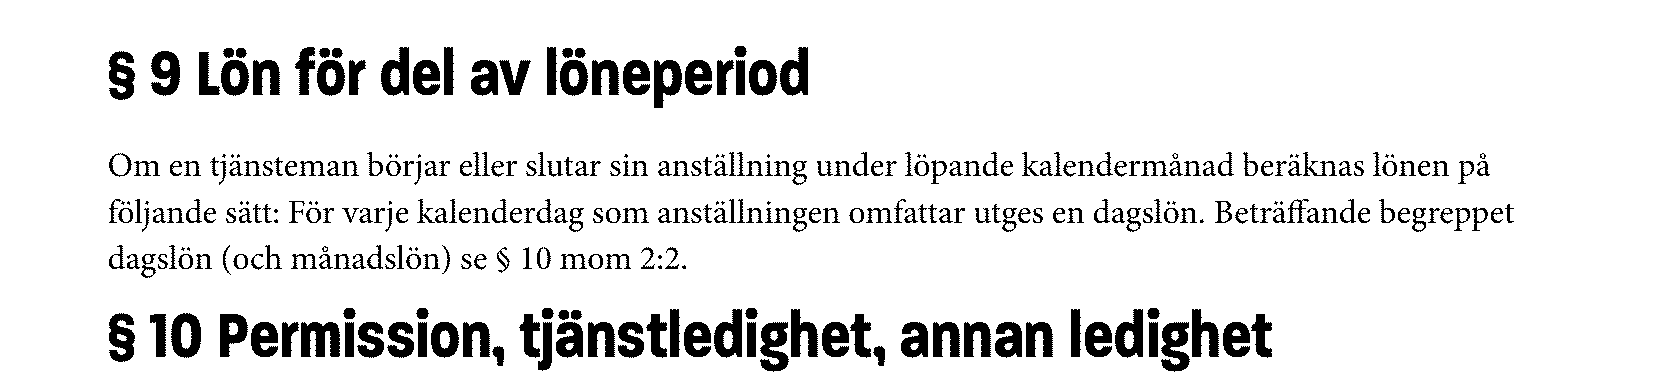 § 9 Lön för del av löneperiod
Om en tjänsteman börjar eller slutar sin anställning under löpande kalendermånad beräknas lönen på
följande sätt: För varje kalenderdag som anställningen omfattar utges en dagslön. Beträffande begreppet
dagslön (och månadslön) se § 10 mom 2:2.
§ 10 Permission, tjänstledighet, annan ledighet